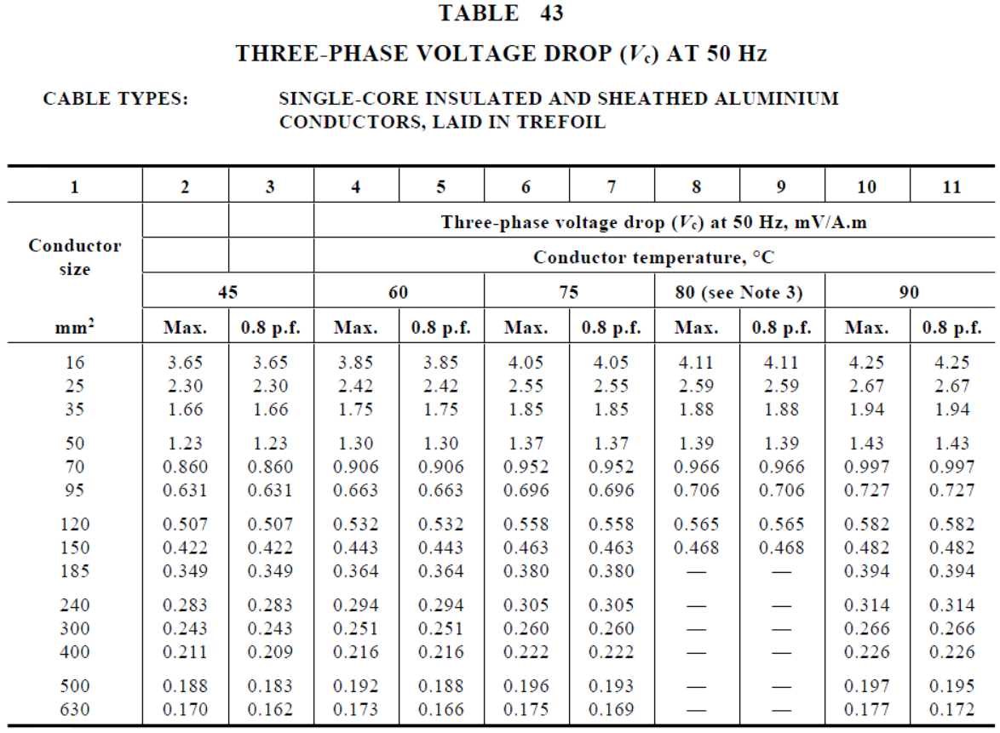 TABLE 43
THREE-PHASE VOLTAGE DROP (Vc) AT 50 Hz
CABLE TYPES: SINGLE-CORE INSULATED AND SHEATHED ALUMINIUM
CONDUCTORS, LAID IN TREFOIL
1 2 3 4 5 6 7 8 9 10 11
Conductor size
Three-phase voltage drop (Vc) at 50 Hz, mV/A.m
Conductor temperature, °C
45 60 75 80 (see Note 3) 90
mm² Max. 0.8 p.f. Max. 0.8 p.f. Max. 0.8 p.f. Max. 0.8 p.f. Max. 0.8 p.f.
16 3.65 3.65 3.85 3.85 4.05 4.05 4.11 4.11 4.25 4.25
25 2.30 2.30 2.42 2.42 2.55 2.55 2.59 2.59 2.67 2.67
35 1.66 1.66 1.75 1.75 1.85 1.85 1.88 1.88 1.94 1.94
50 1.23 1.23 1.30 1.30 1.37 1.37 1.39 1.39 1.43 1.43
70 0.860 0.860 0.906 0.906 0.952 0.952 0.966 0.966 0.997 0.997
95 0.631 0.631 0.663 0.663 0.696 0.696 0.706 0.706 0.727 0.727
120 0.507 0.507 0.532 0.532 0.558 0.558 0.565 0.565 0.582 0.582
150 0.422 0.422 0.443 0.443 0.463 0.463 0.468 0.468 0.482 0.482
185 0.349 0.349 0.364 0.364 0.380 0.380 — — 0.394 0.394
240 0.283 0.283 0.294 0.294 0.305 0.305 — — 0.314 0.314
300 0.243 0.243 0.251 0.251 0.260 0.260 — — 0.266 0.266
400 0.211 0.209 0.216 0.216 0.222 0.222 — — 0.226 0.226
500 0.188 0.183 0.192 0.188 0.196 0.193 — — 0.197 0.195
630 0.170 0.162 0.173 0.166 0.175 0.169 — — 0.177 0.172